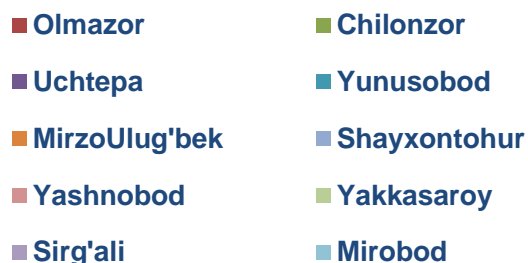 Olmazor Chilonzor
Uchtepa Yunusobod
MirzoUlug'bek Shayxontohur
Yashnobod Yakkasaroy
Sirg'ali Mirobod